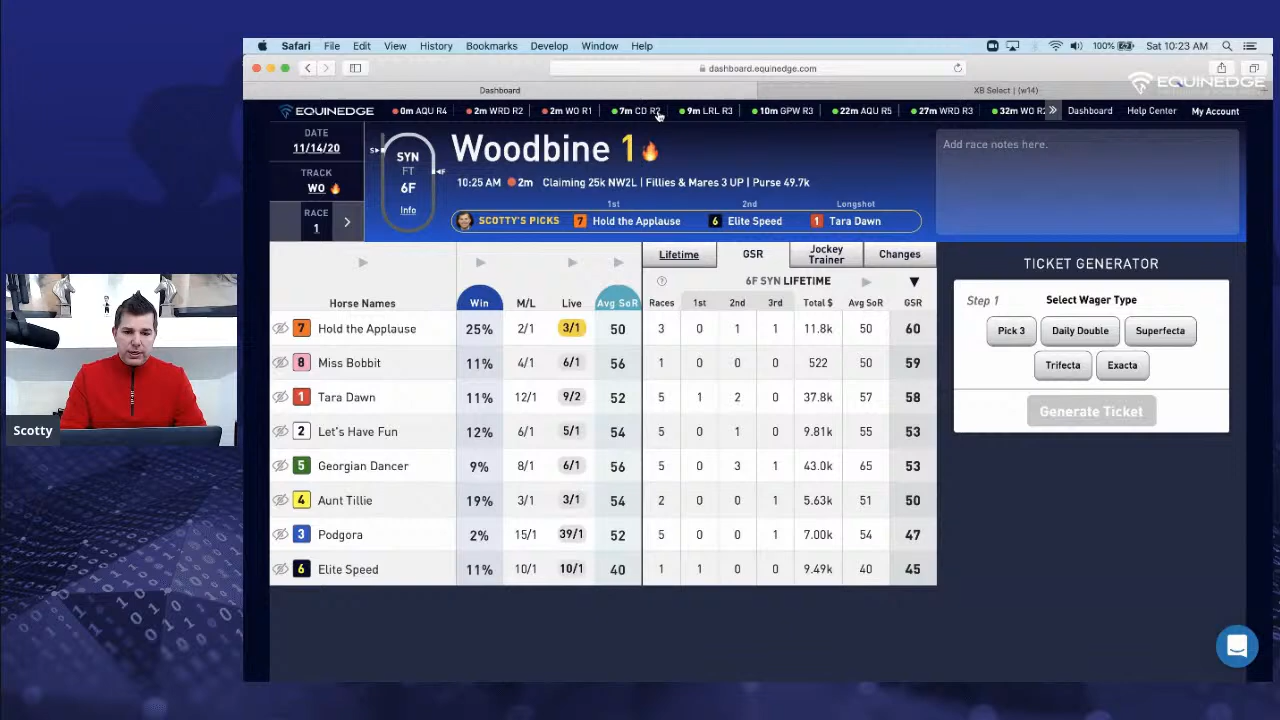 Safari File Edit View History Bookmarks Develop Window Help 100% Sat 10:23 AM
dashboard.equinedge.com
Dashboard XB Select | (w14)
EQUINEDGE
EQUINEDGE 0m AQU R4 2m WRD R2 2m WO R1 7m CD R2 9m LRL R3 10m GPW R3 22m AQU R5 27m WRD R3 32m WO R2 » Dashboard Help Center My Account
DATE
11/14/20
TRACK
WO
RACE
1
S
F
SYN
FT
6F
Info
Woodbine 1
10:25 AM 2m Claiming 25k NW2L | Fillies & Mares 3 UP | Purse 49.7k
1st 2nd Longshot
SCOTTY'S PICKS 7 Hold the Applause 6 Elite Speed 1 Tara Dawn
Add race notes here.
Lifetime GSR Jockey Trainer Changes
? 6F SYN LIFETIME
Horse Names Win M/L Live Avg SoR Races 1st 2nd 3rd Total $ Avg SoR GSR
7 Hold the Applause 25% 2/1 3/1 50 3 0 1 1 11.8k 50 60
8 Miss Bobbit 11% 4/1 6/1 56 1 0 0 0 522 50 59
1 Tara Dawn 11% 12/1 9/2 52 5 1 2 0 37.8k 57 58
2 Let's Have Fun 12% 6/1 5/1 54 5 0 1 0 9.81k 55 53
5 Georgian Dancer 9% 8/1 6/1 56 5 0 3 1 43.0k 65 53
4 Aunt Tillie 19% 3/1 3/1 54 2 0 0 1 5.63k 51 50
3 Podgora 2% 15/1 39/1 52 5 0 0 1 7.00k 54 47
6 Elite Speed 11% 10/1 10/1 40 1 1 0 0 9.49k 40 45
TICKET GENERATOR
Step 1 Select Wager Type
Pick 3 Daily Double Superfecta
Trifecta Exacta
Generate Ticket
Scotty